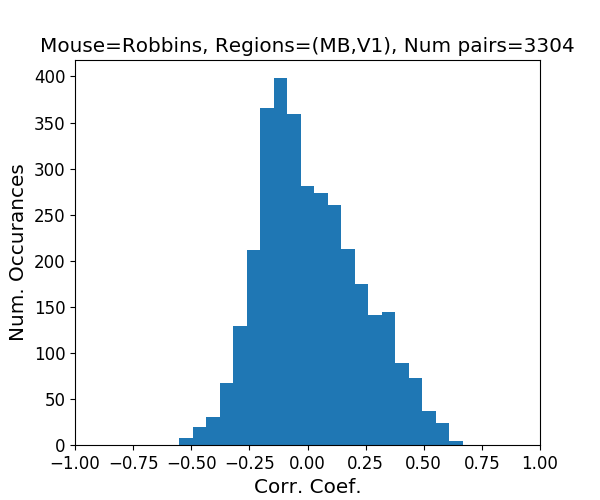 Mouse=Robbins, Regions=(MB,V1), Num pairs=3304
400
350
300
250
200
150
100
50
0
Num. Occurances
−1.00 −0.75 −0.50 −0.25 0.00 0.25 0.50 0.75 1.00
Corr. Coef.